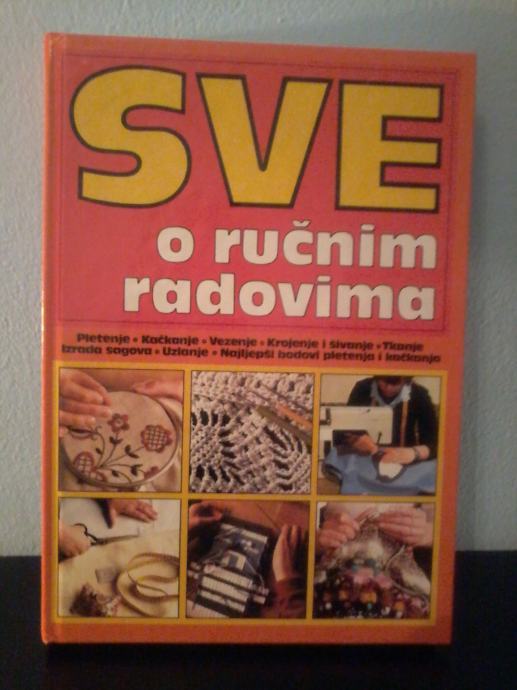 SVE
o ručnim
radovima
Pletenje • Kačkanje • Vezenje • Krojenje i šivanje • Tkanje
Izrada sagova • Uzlanje • Najljepši bodovi pletenja i kačkanja